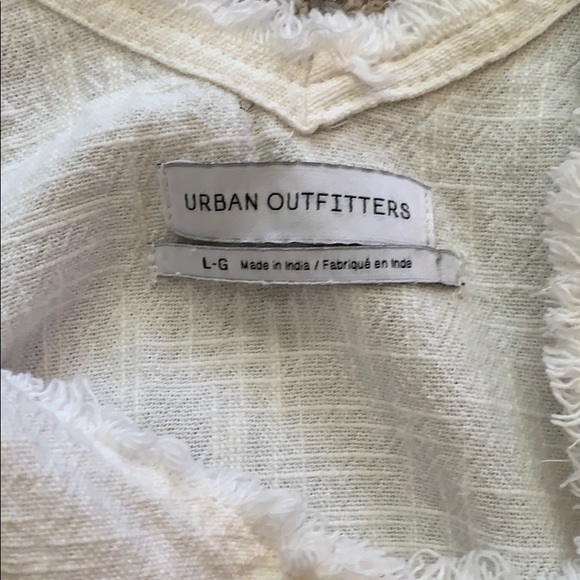 URBAN OUTFITTERS
L-G Made in India / Fabriqué en Inde